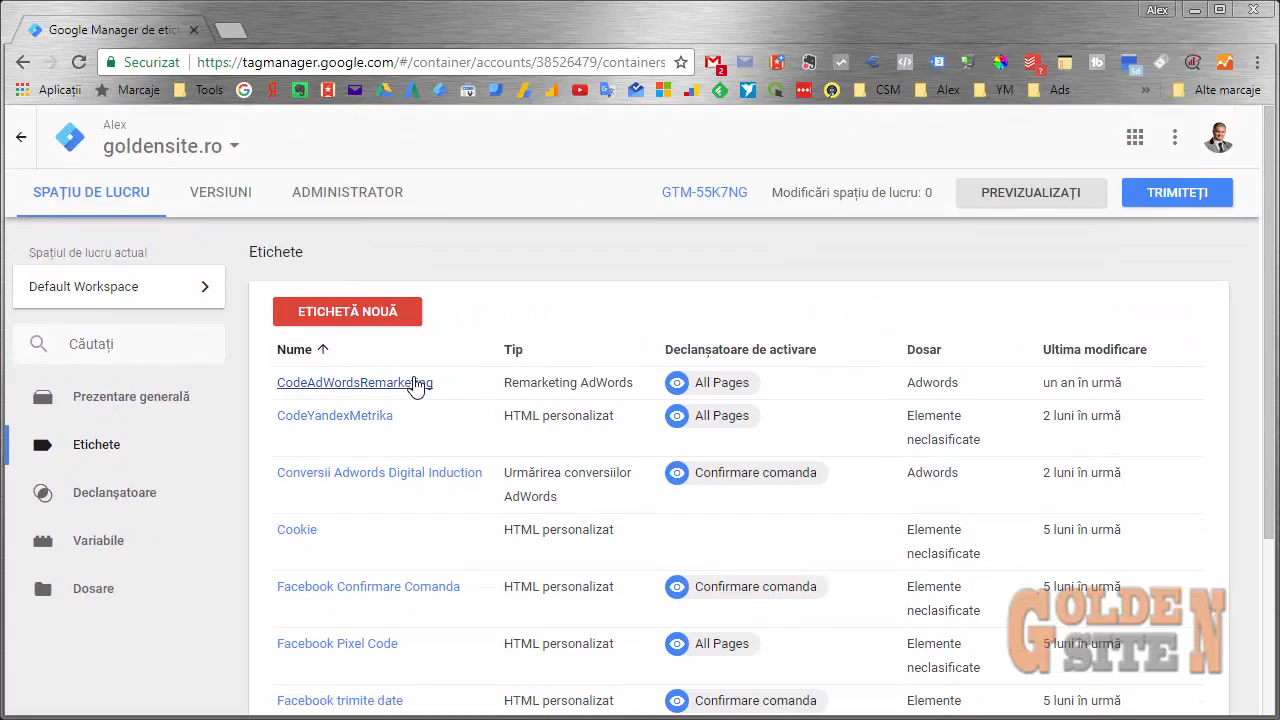 Alex
Google Manager de etich
Securizat https://tagmanager.google.com/#/container/accounts/38526479/containers
2
?
5d
Aplicații Marcaje Tools CSM Alex YM Ads » Alte marcaje
Alex
goldensite.ro
SPAȚIU DE LUCRU VERSIUNI ADMINISTRATOR GTM-55K7NG Modificări spațiu de lucru: 0 PREVIZUALIZAȚI TRIMITEȚI
Spațiul de lucru actual
Default Workspace
Căutați
Prezentare generală
Etichete
Declanșatoare
Variabile
Dosare
Etichete
ETICHETĂ NOUĂ
Nume Tip Declanșatoare de activare Dosar Ultima modificare
CodeAdWordsRemarketing Remarketing AdWords All Pages Adwords un an în urmă
CodeYandexMetrika HTML personalizat All Pages Elemente 2 luni în urmă
neclasificate
Conversii Adwords Digital Induction Urmărirea conversiilor Confirmare comanda Adwords 2 luni în urmă
AdWords
Cookie HTML personalizat Elemente 5 luni în urmă
neclasificate
Facebook Confirmare Comanda HTML personalizat Confirmare comanda Elemente 5 luni în urmă
neclasificate
Facebook Pixel Code HTML personalizat All Pages Elemente 5 luni în urmă
neclasificate
Facebook trimite date HTML personalizat Confirmare comanda Elemente 5 luni în urmă
GOLDEN
SITE